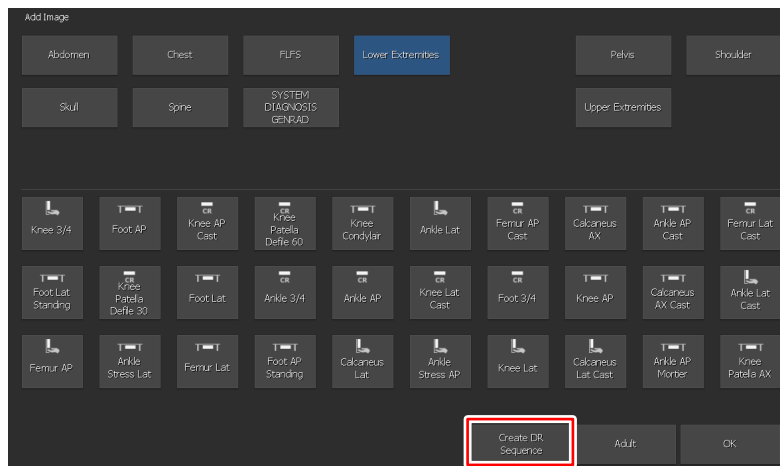 Add Image
Abdomen
Chest
FLFS
Lower Extremities
Pelvis
Shoulder
Skull
Spine
SYSTEM
DIAGNOSIS
GENRAD
Upper Extremities
Knee 3/4
Foot AP
CR
Knee AP
Cast
CR
Knee
Patella
Defile 60
Knee
Condylair
Ankle Lat
CR
Femur AP
Cast
Calcaneus
AX
Ankle AP
Cast
CR
Femur Lat
Cast
Foot Lat
Standing
CR
Knee
Patella
Defile 30
Foot Lat
CR
Ankle 3/4
CR
Ankle AP
CR
Knee Lat
Cast
CR
Foot 3/4
Knee AP
Calcaneus
AX Cast
Ankle Lat
Cast
Femur AP
Ankle
Stress Lat
Femur Lat
Foot AP
Standing
Calcaneus
Lat
Ankle
Stress AP
Knee Lat
Calcaneus
Lat Cast
Ankle AP
Mortier
Knee
Patella AX
Create DR
Sequence
Adult
OK